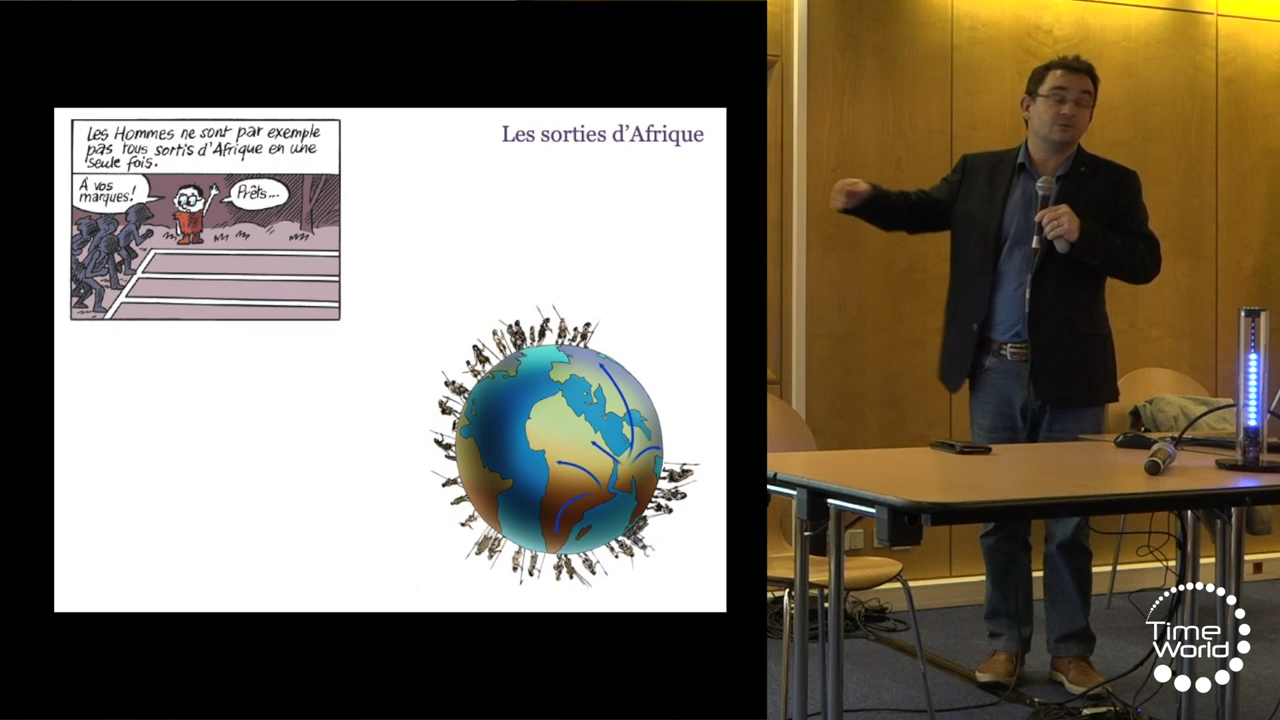 Les Hommes ne sont par exemple
pas tous sortis d'Afrique en une
seule fois.
À vos
marques!
Prêts...
Les sorties d'Afrique
Time
World